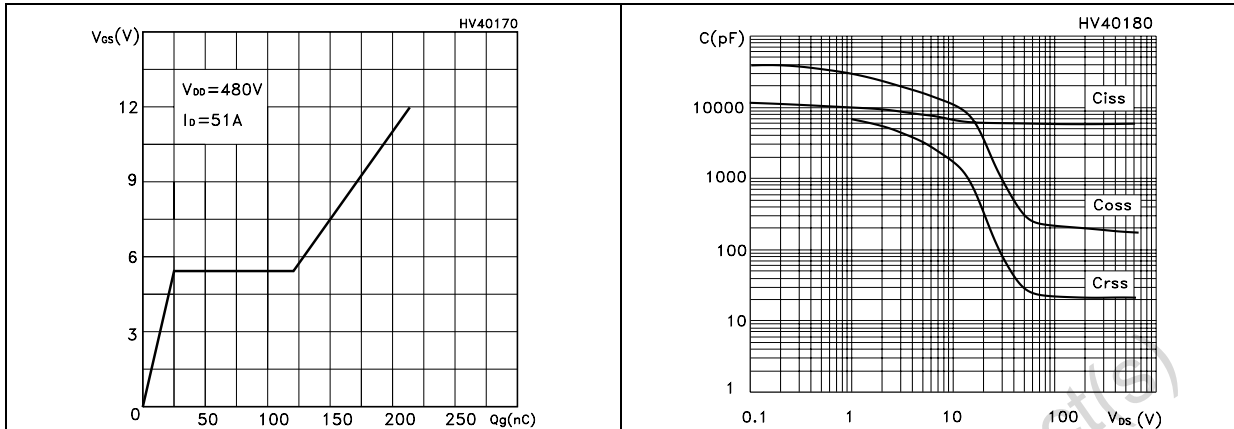 HV40170
VGS(V)
VDD=480V
ID=51A
12
9
6
3
0
50 100 150 200 250 Qg(nC)
HV40180
C(pF)
Ciss
10000
1000
Coss
100
Crss
10
1
0.1 1 10 100 VDS (V)
ct(s)